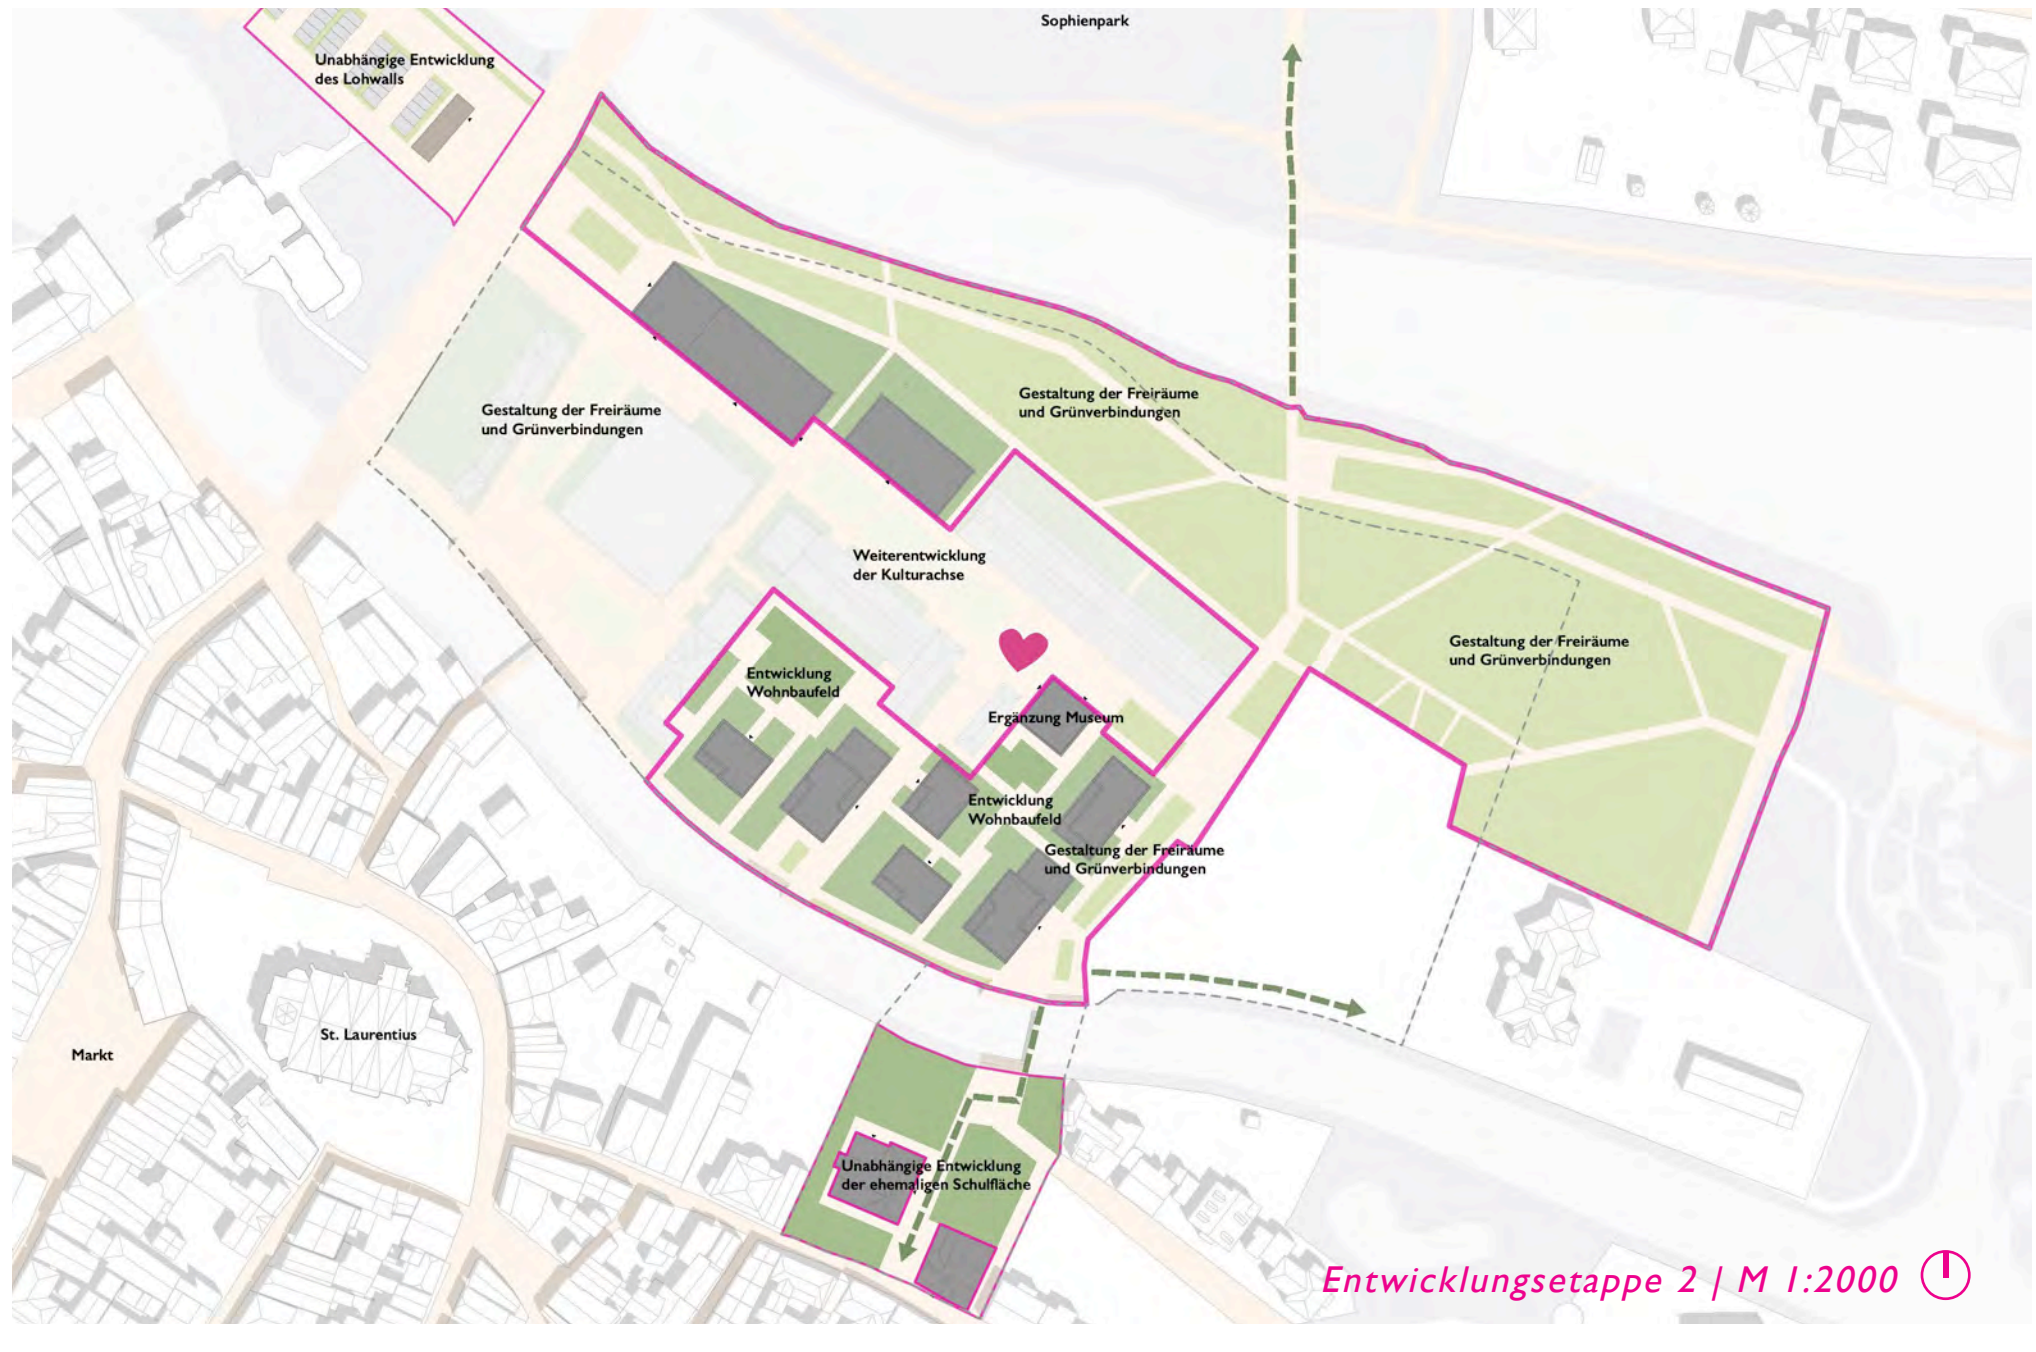 Sophienpark
Unabhängige Entwicklung
des Lohwalls
Gestaltung der Freiräume
und Grünverbindungen
Gestaltung der Freiräume
und Grünverbindungen
Weiterentwicklung
der Kulturachse
Gestaltung der Freiräume
und Grünverbindungen
Entwicklung
Wohnbaufeld
Ergänzung Museum
Entwicklung
Wohnbaufeld
Gestaltung der Freiräume
und Grünverbindungen
St. Laurentius
Markt
Unabhängige Entwicklung
der ehemaligen Schulfläche
Entwicklungsetappe 2 | M 1:2000